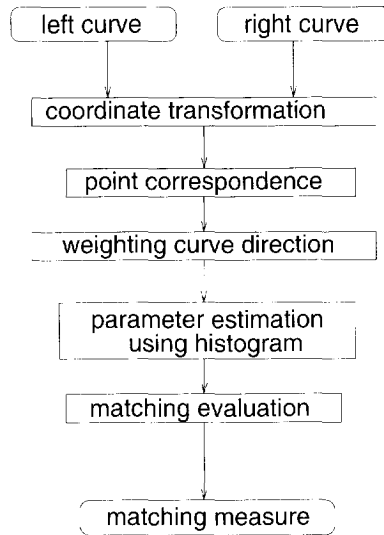 left curve
right curve
coordinate transformation
point correspondence
weighting curve direction
parameter estimation
using histogram
matching evaluation
matching measure